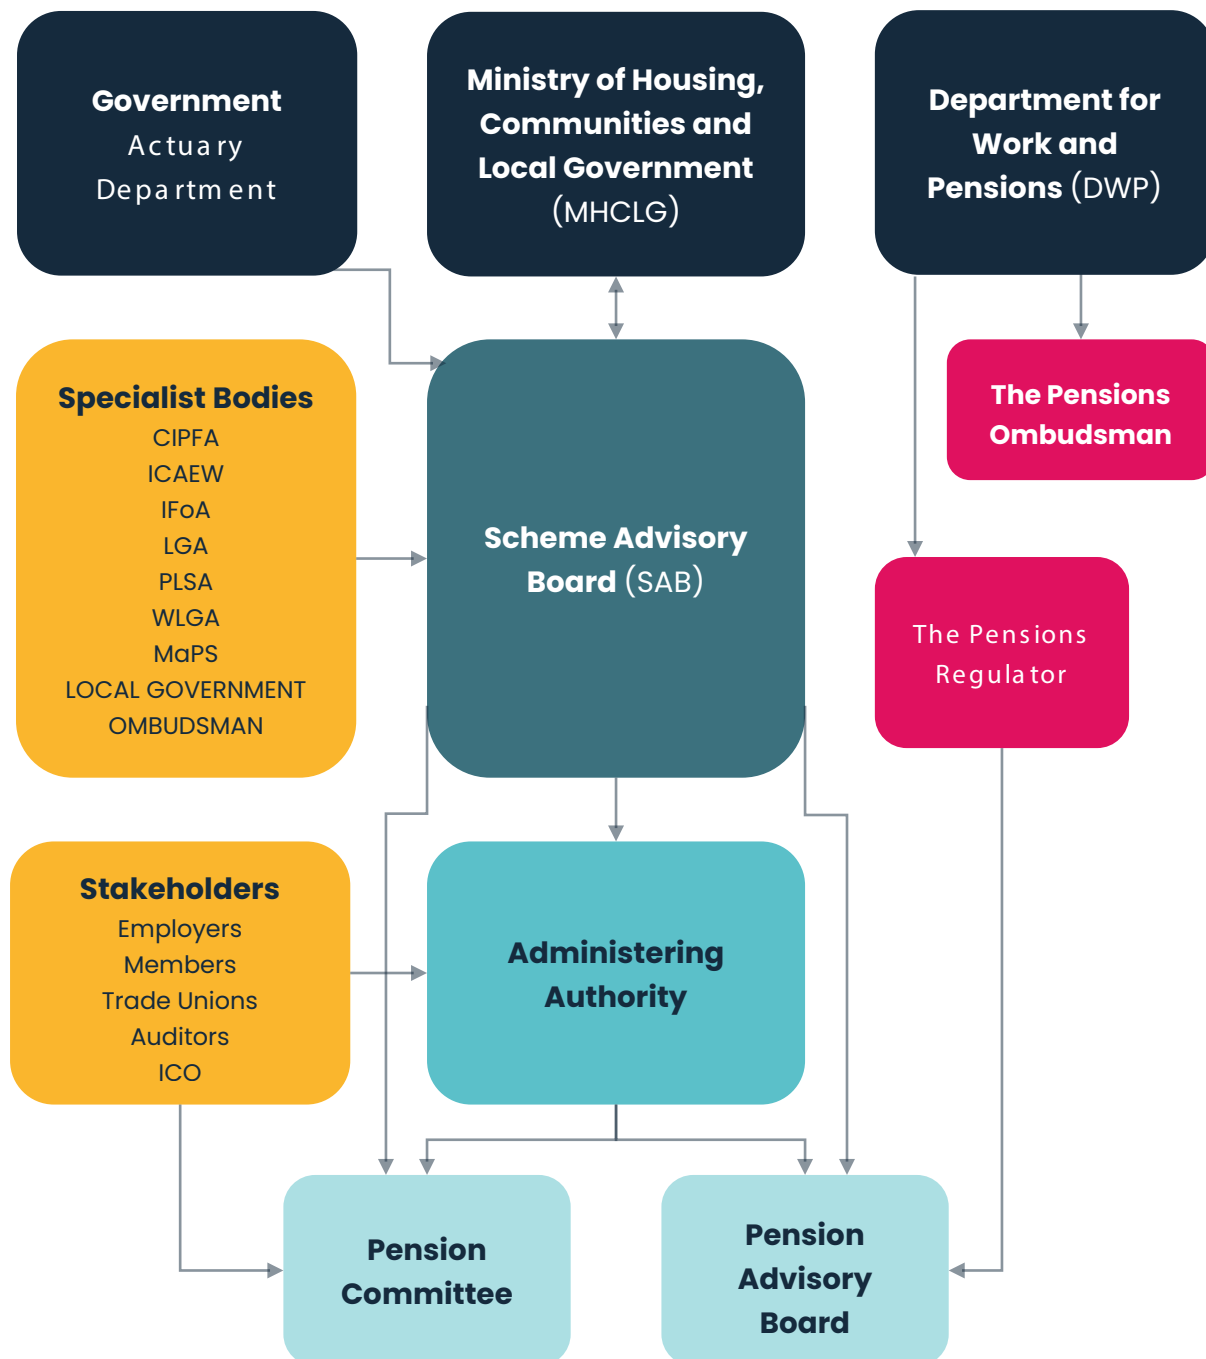 Government
Actuary
Department
Ministry of Housing,
Communities and
Local Government
(MHCLG)
Department for
Work and
Pensions (DWP)
Specialist Bodies
CIPFA
ICAEW
IFoA
LGA
PLSA
WLGA
MaPS
LOCAL GOVERNMENT
OMBUDSMAN
Scheme Advisory
Board (SAB)
The Pensions
Ombudsman
The Pensions
Regulator
Stakeholders
Employers
Members
Trade Unions
Auditors
ICO
Administering
Authority
Pension
Committee
Pension
Advisory
Board